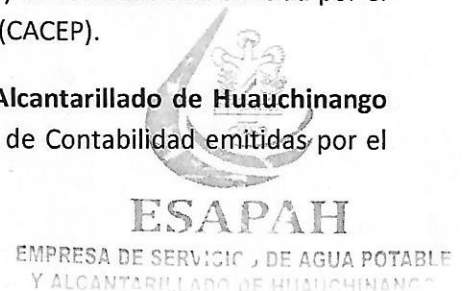 (CACEP).
Alcantarillado de Huauchinango
de Contabilidad emitidas por el
ESAPAH
EMPRESA DE SERVICIO DE AGUA POTABLE
Y ALCANTARILLADO DE HUAUCHINANGO